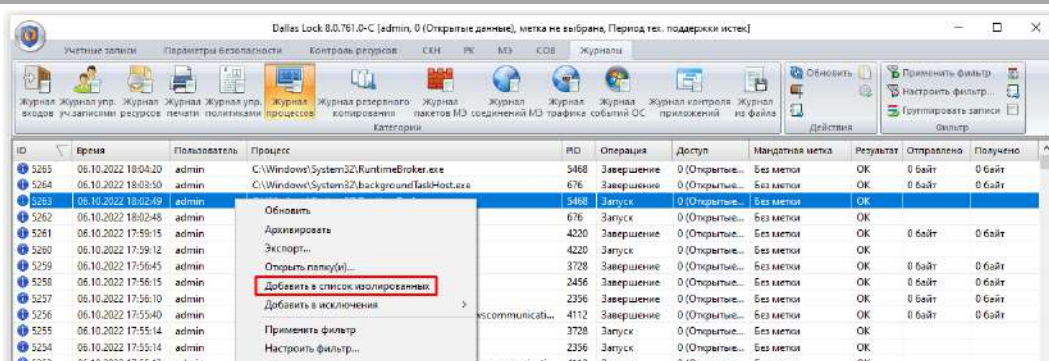 Dallas Lock 8.0.761.0-C [admin, 0 (Открытые данные), метка не выбрана, Период тех. поддержки истек]
Учетные записи Параметры безопасности Контроль ресурсов СКН РК МЭ СОВ Журналы
Журнал входов Журнал упр. уч.записями Журнал ресурсов Журнал печати Журнал упр. политиками Журнал процессов Журнал резервного копирования Журнал пакетов МЭ Журнал соединений МЭ Журнал трафика Журнал событий ОС Журнал контроля приложений Журнал из файла
Обновить
Применить фильтр
Настроить фильтр...
Группировать записи
Категории Действия Фильтр
ID Время Пользователь Процесс PID Операция Доступ Мандатная метка Результат Отправлено Получено
5265 06.10.2022 18:04:20 admin C:\Windows\System32\RuntimeBroker.exe 5468 Завершение 0 (Открытые... Без метки OK 0 байт 0 байт
5264 06.10.2022 18:03:50 admin C:\Windows\System32\backgroundTaskHost.exe 676 Завершение 0 (Открытые... Без метки OK 0 байт 0 байт
5263 06.10.2022 18:02:49 admin 5468 Запуск 0 (Открытые... Без метки OK
5262 06.10.2022 18:02:48 admin 676 Запуск 0 (Открытые... Без метки OK
5261 06.10.2022 17:59:15 admin 4220 Завершение 0 (Открытые... Без метки OK 0 байт 0 байт
5260 06.10.2022 17:59:12 admin 4220 Запуск 0 (Открытые... Без метки OK
5259 06.10.2022 17:56:45 admin 3728 Завершение 0 (Открытые... Без метки OK 0 байт 0 байт
5258 06.10.2022 17:56:15 admin 2456 Завершение 0 (Открытые... Без метки OK 0 байт 0 байт
5257 06.10.2022 17:56:10 admin 2356 Завершение 0 (Открытые... Без метки OK 0 байт 0 байт
5256 06.10.2022 17:55:40 admin wscommunicati... 4112 Завершение 0 (Открытые... Без метки OK 0 байт 0 байт
5255 06.10.2022 17:55:14 admin 3728 Запуск 0 (Открытые... Без метки OK
5254 06.10.2022 17:55:14 admin 2356 Запуск 0 (Открытые... Без метки OK
Обновить
Архивировать
Экспорт...
Открыть папку(и)...
Добавить в список изолированных
Добавить в исключения
Применить фильтр
Настроить фильтр...